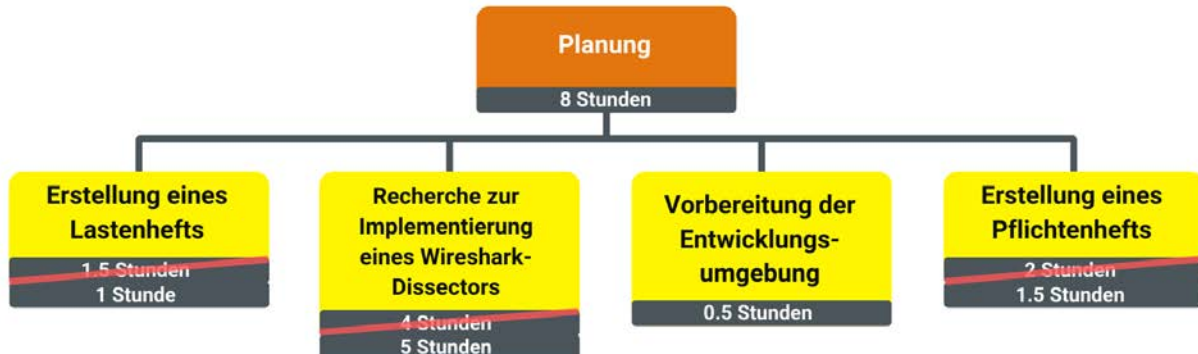 Planung
8 Stunden
Erstellung eines
Lastenhefts
1.5 Stunden
1 Stunde
Recherche zur
Implementierung
eines Wireshark-
Dissectors
4 Stunden
5 Stunden
Vorbereitung der
Entwicklungs-
umgebung
0.5 Stunden
Erstellung eines
Pflichtenhefts
2 Stunden
1.5 Stunden